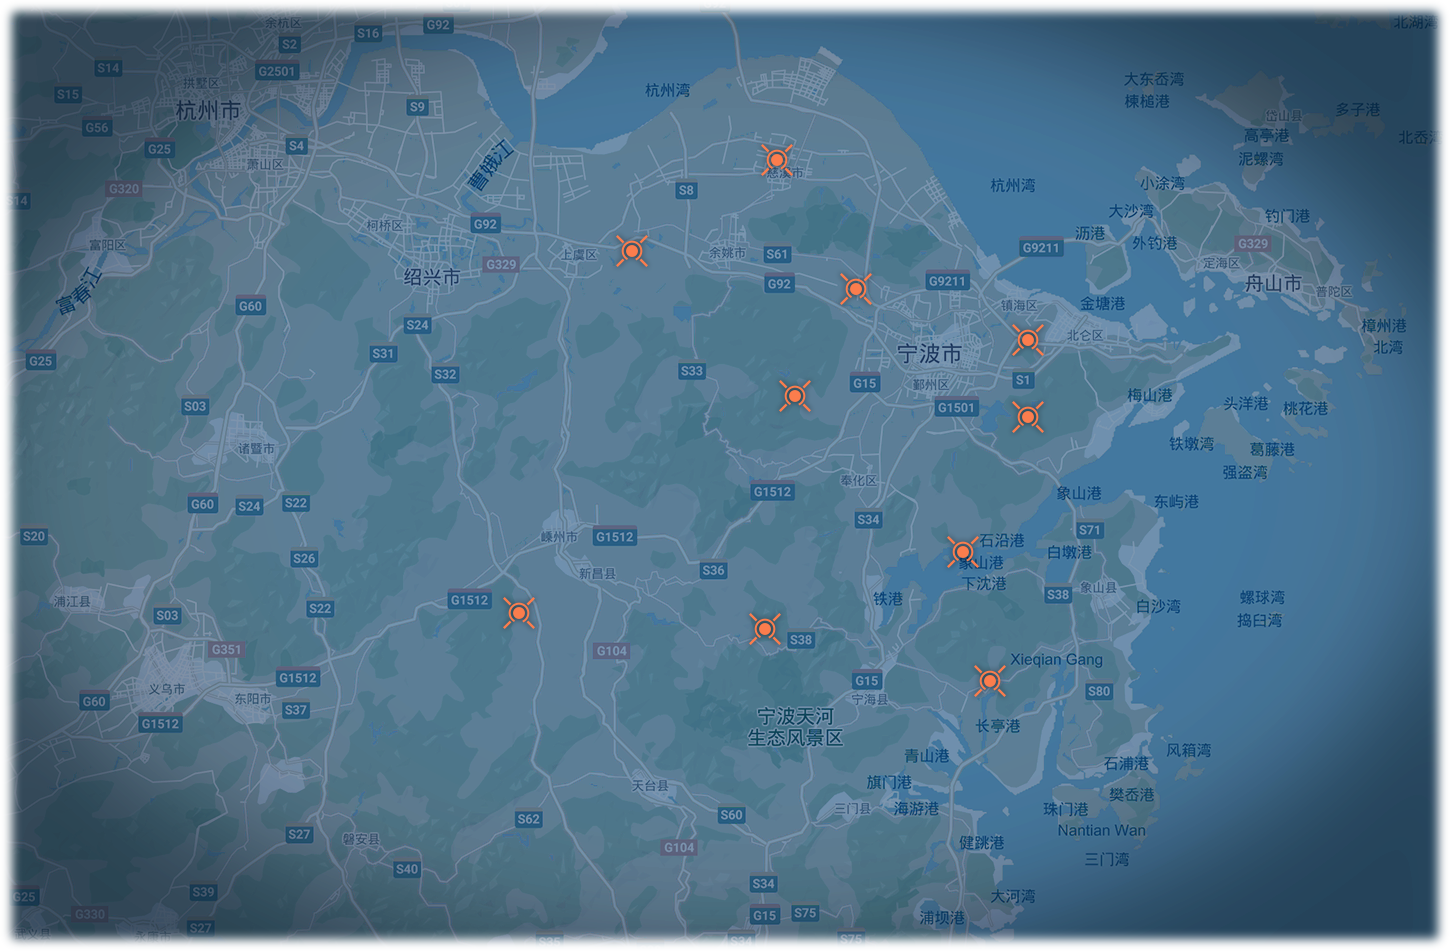 余杭区
S16
G92
北湖湾
S2
S14
G2501
拱墅区
杭州湾
大东岙湾
S15
楝槌港
杭州市
S9
岱山县
多子港
G56
高亭港
北岙
G25
S4
曹娥江
泥螺湾
萧山区
慈溪市
G320
S8
杭州湾
小涂湾
S14
大沙湾
钓门港
柯桥区
G92
沥港
富阳区
上虞区
余姚市
S61
G9211
外钓港
G329
G329
定海区
绍兴市
G92
G9211
舟山市
普陀区
富春江
G60
镇海区
金塘港
S24
北仑区
樟州港
S31
宁波市
北湾
G25
S32
S33
G15
鄞州区
S1
S03
G1501
梅山港
头洋港
桃花港
诸暨市
铁墩湾
葛藤港
强盗湾
奉化区
G1512
象山港
东屿港
G60
S24
S22
S34
S71
S20
嵊州市
G1512
石沿港
白墩港
S26
新昌县
S36
象山港
下沈港
象山县
浦江县
G1512
铁港
S38
白沙湾
螺球湾
S03
S22
捣臼湾
G351
G104
S38
Xieqian Gang
G1512
G15
义乌市
东阳市
宁海县
S80
G60
S37
G1512
宁波天河
生态风景区
长亭港
青山港
风箱湾
石浦港
天台县
旗门港
樊岙港
三门县
海游港
珠门港
S62
S60
Nantian Wan
S27
磐安县
G104
健跳港
三门湾
S40
S34
S39
G25
大河湾
G330
G15
S75
浦坝港
S27
武义县
永康市
S35
S34
S75